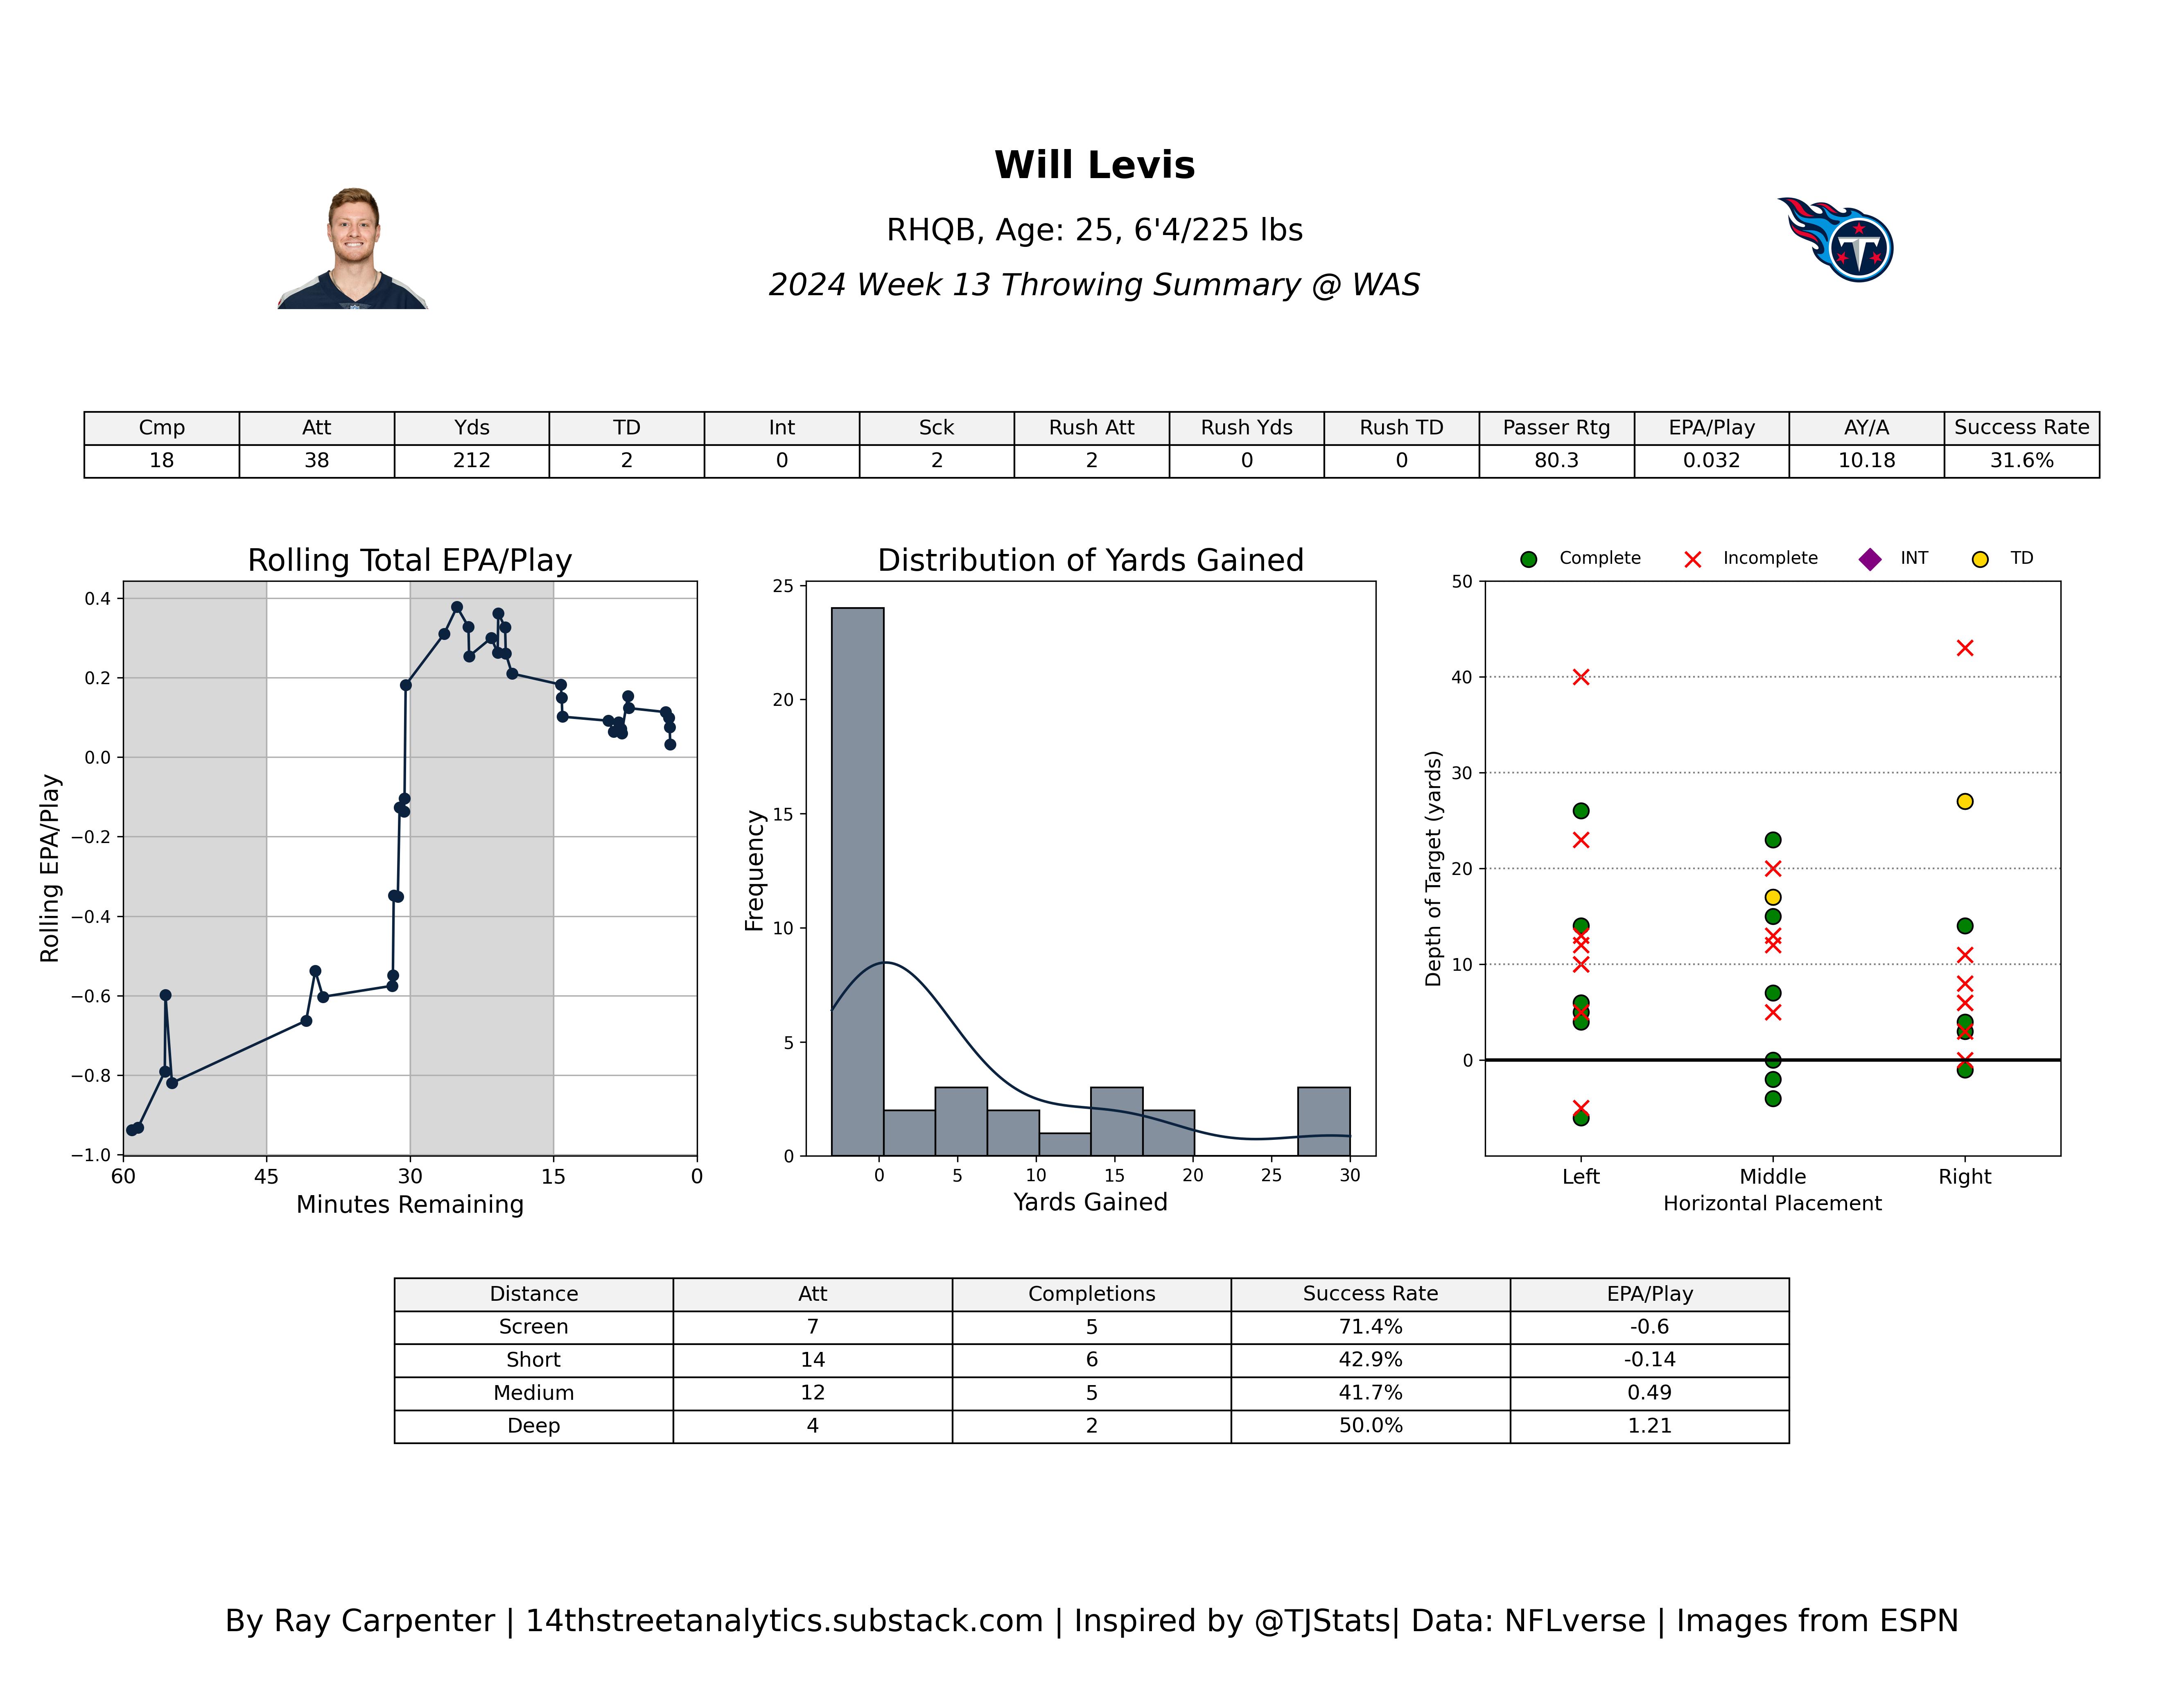 Will Levis
RHQB, Age: 25, 6'4/225 lbs
2024 Week 13 Throwing Summary @ WAS
Cmp Att Yds TD Int Sck Rush Att Rush Yds Rush TD Passer Rtg EPA/Play AY/A Success Rate
18 38 212 2 0 2 2 0 0 80.3 0.032 10.18 31.6%
Rolling Total EPA/Play
0.4
0.2
0.0
−0.2
−0.4
−0.6
−0.8
−1.0
Rolling EPA/Play
60 45 30 15 0
Minutes Remaining
Distribution of Yards Gained
25
20
15
10
5
0
Frequency
0 5 10 15 20 25 30
Yards Gained
Complete Incomplete INT TD
50
40
30
20
10
0
Depth of Target (yards)
Left Middle Right
Horizontal Placement
Distance Att Completions Success Rate EPA/Play
Screen 7 5 71.4% -0.6
Short 14 6 42.9% -0.14
Medium 12 5 41.7% 0.49
Deep 4 2 50.0% 1.21
By Ray Carpenter | 14thstreetanalytics.substack.com | Inspired by @TJStats| Data: NFLverse | Images from ESPN